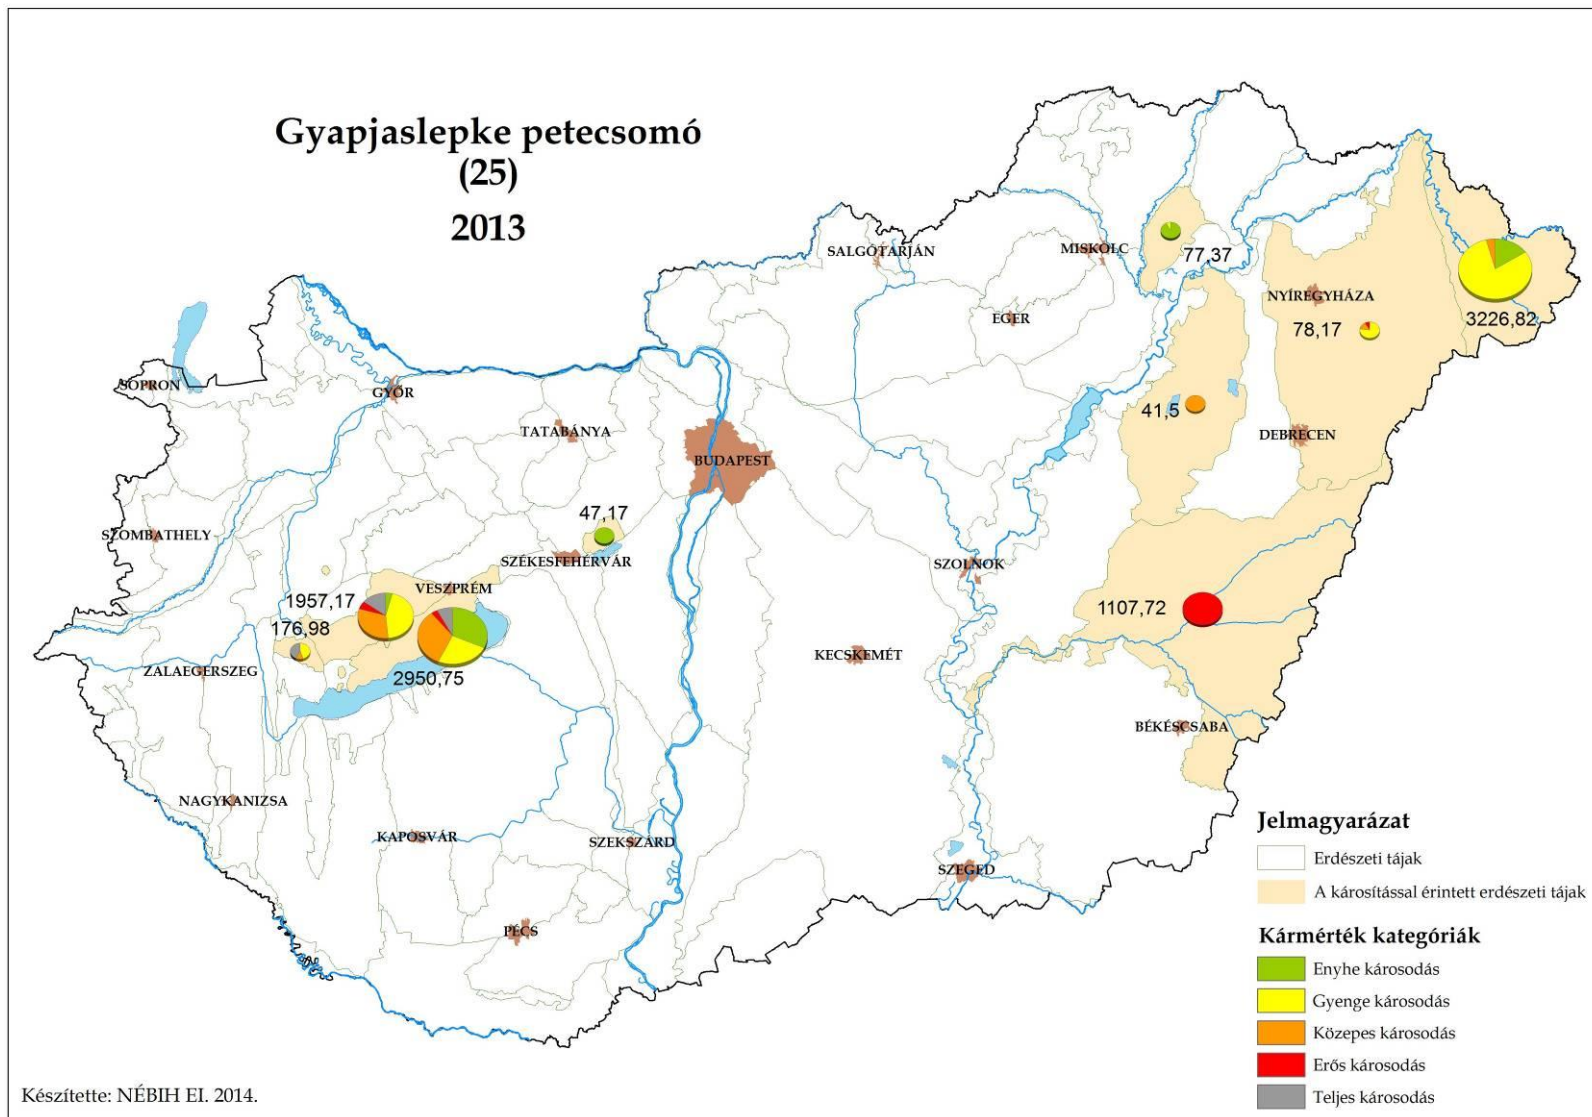 Gyapjaslepke petecsomó
(25)
2013
SALGÓTARJÁN
MISKOLC
77,37
EGER
NYÍREGYHÁZA
3226,82
78,17
SOPRON
GYŐR
TATABÁNYA
BUDAPEST
41,5
DEBRECEN
SZOMBATHELY
47,17
SZÉKESFEHÉRVÁR
SZOLNOK
VESZPRÉM
1957,17
176,98
1107,72
ZALAEGERSZEG
2950,75
KECSKEMÉT
BÉKÉSCSABA
NAGYKANIZSA
KAPOSVÁR
SZEKSZÁRD
SZEGED
PÉCS
Jelmagyarázat
Erdészeti tájak
A károsítással érintett erdészeti tájak
Kármérték kategóriák
Enyhe károsodás
Gyenge károsodás
Közepes károsodás
Erős károsodás
Teljes károsodás
Készítette: NÉBIH EI. 2014.